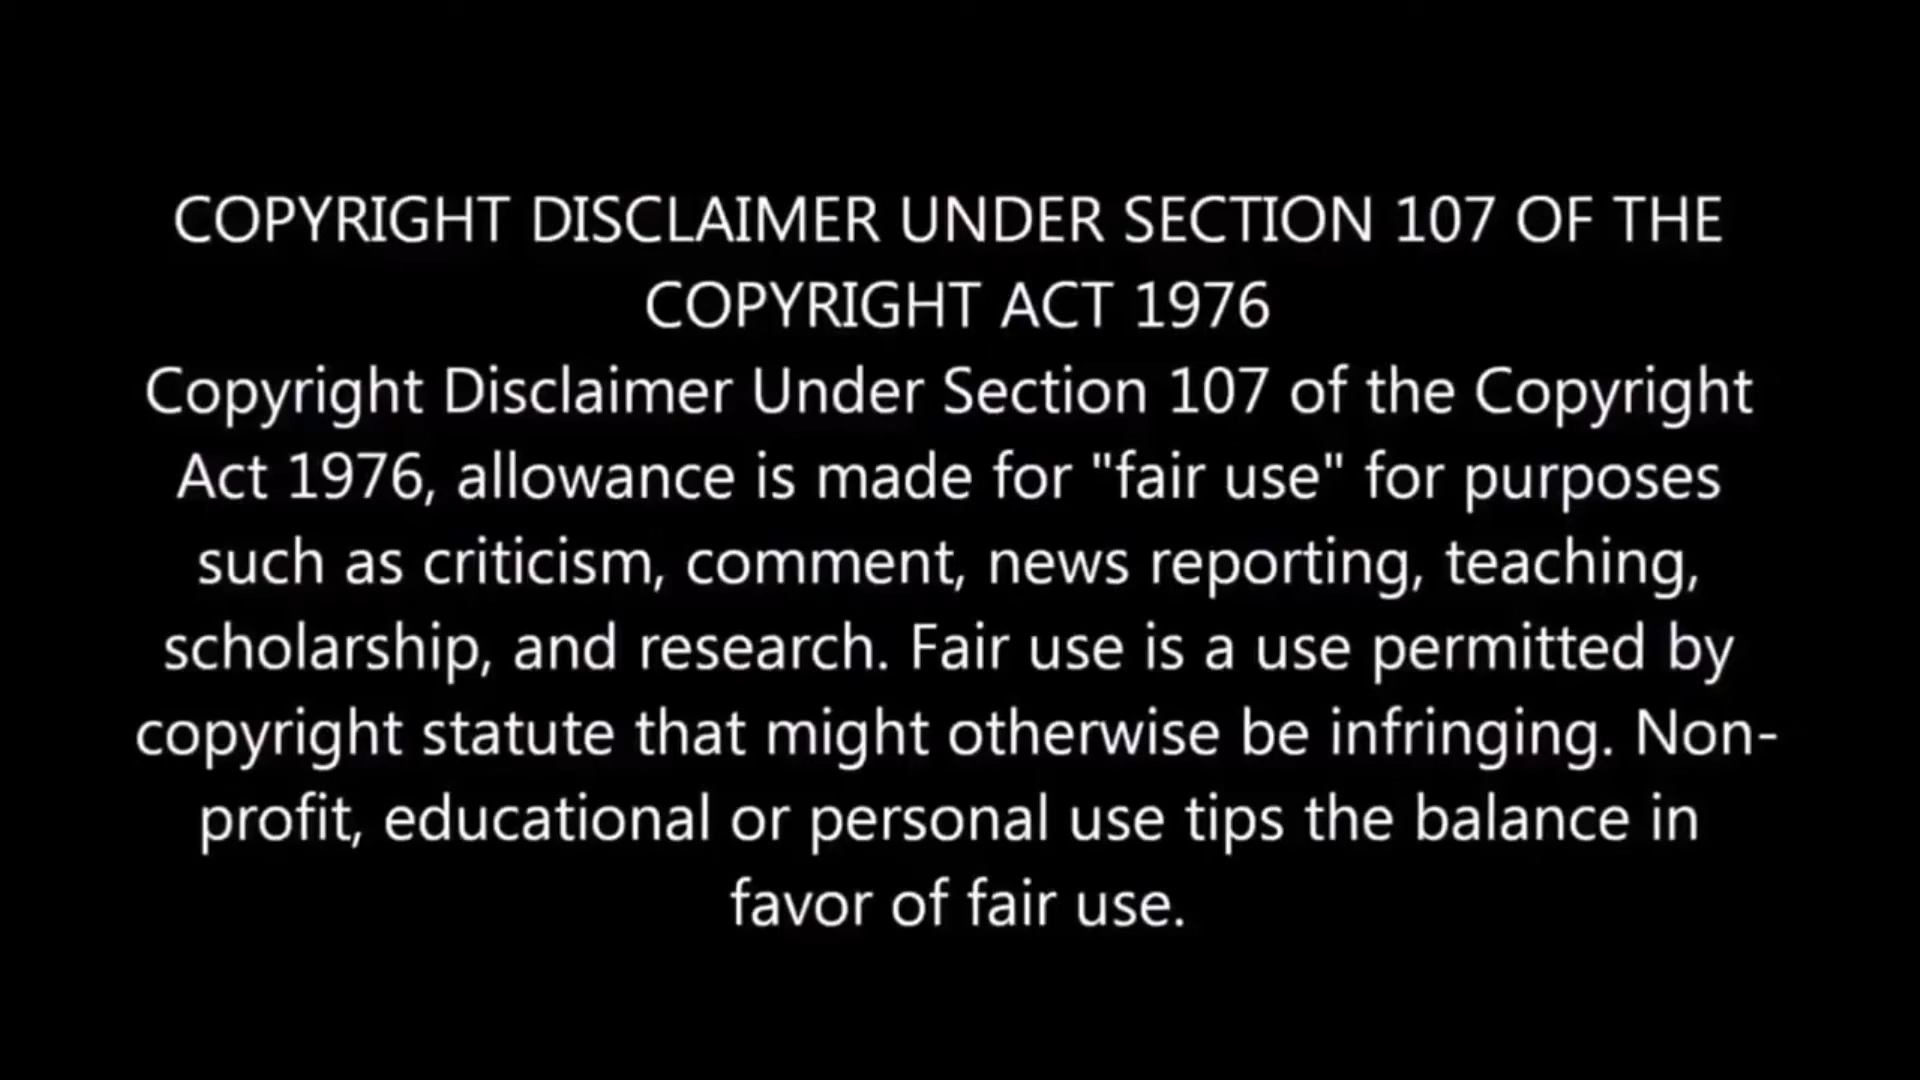 COPYRIGHT DISCLAIMER UNDER SECTION 107 OF THE
COPYRIGHT ACT 1976
Copyright Disclaimer Under Section 107 of the Copyright
Act 1976, allowance is made for "fair use" for purposes
such as criticism, comment, news reporting, teaching,
scholarship, and research. Fair use is a use permitted by
copyright statute that might otherwise be infringing. Non-
profit, educational or personal use tips the balance in
favor of fair use.